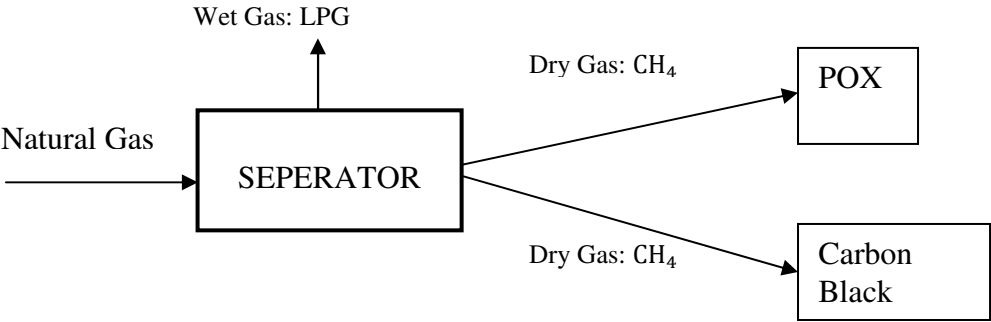 Wet Gas: LPG
Dry Gas: CH₄
POX
Natural Gas
SEPERATOR
Dry Gas: CH₄
Carbon
Black